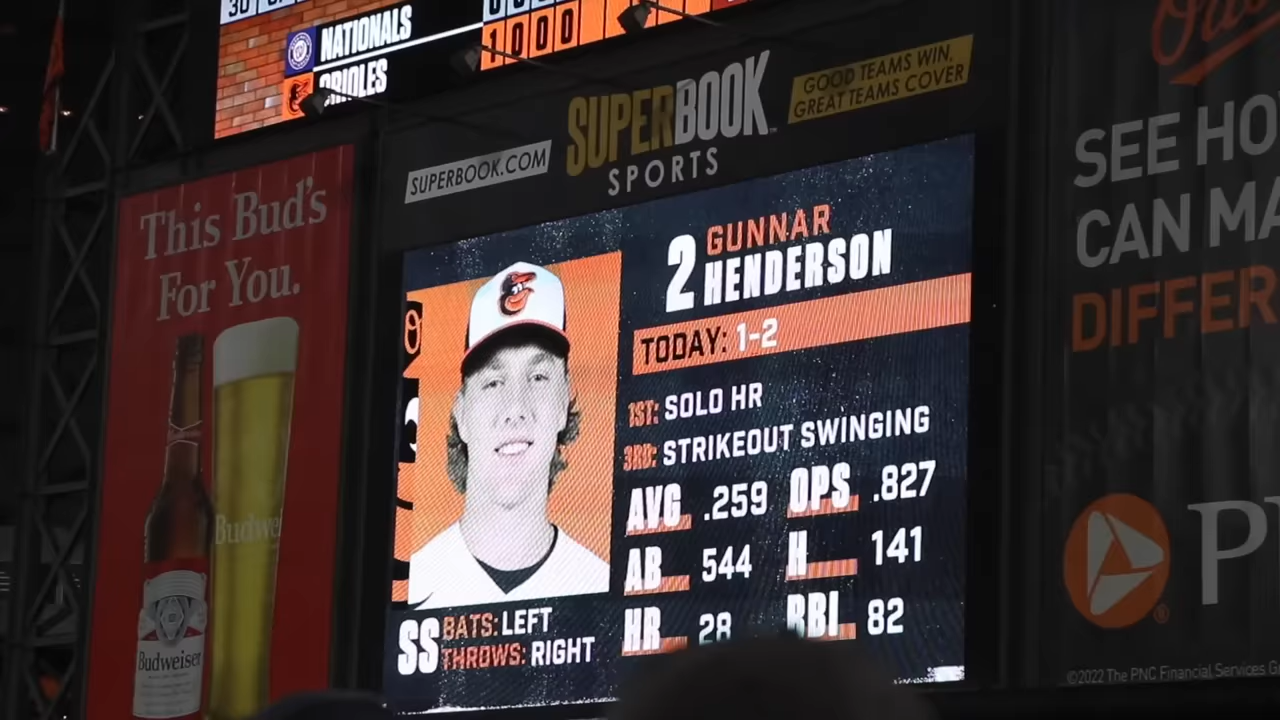 30
NATIONALS
ORIOLES
1 0 0 0
SUPERBOOK.COM
SUPERBOOK
SPORTS
GOOD TEAMS WIN,
GREAT TEAMS COVER
This Bud's
For You.
Budwe
Budweiser
2 GUNNAR
HENDERSON
TODAY: 1-2
1ST: SOLO HR
3RD: STRIKEOUT SWINGING
AVG .259 OPS .827
AB 544 H 141
HR 28 RBI 82
SS BATS: LEFT
THROWS: RIGHT
SEE HO
CAN MA
DIFFER
©2022 The PNC Financial Services G